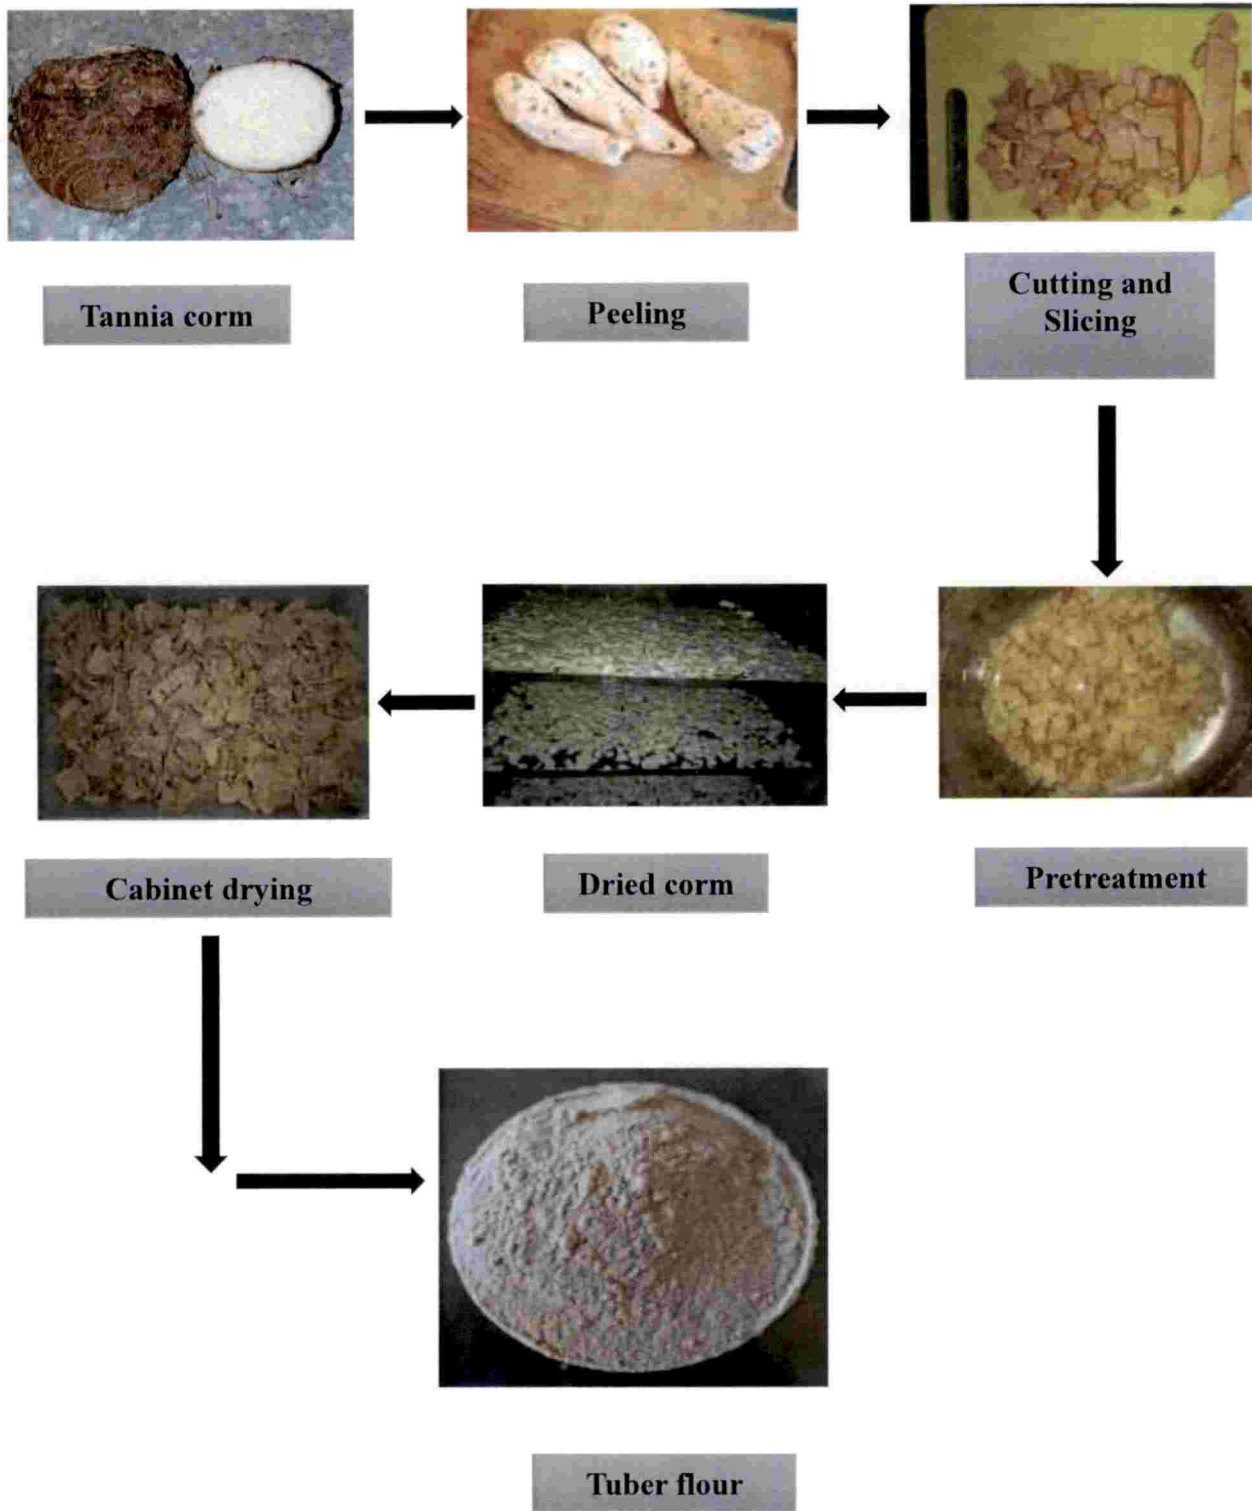 Tannia corm
Peeling
Cutting and
Slicing
Pretreatment
Dried corm
Cabinet drying
Tuber flour